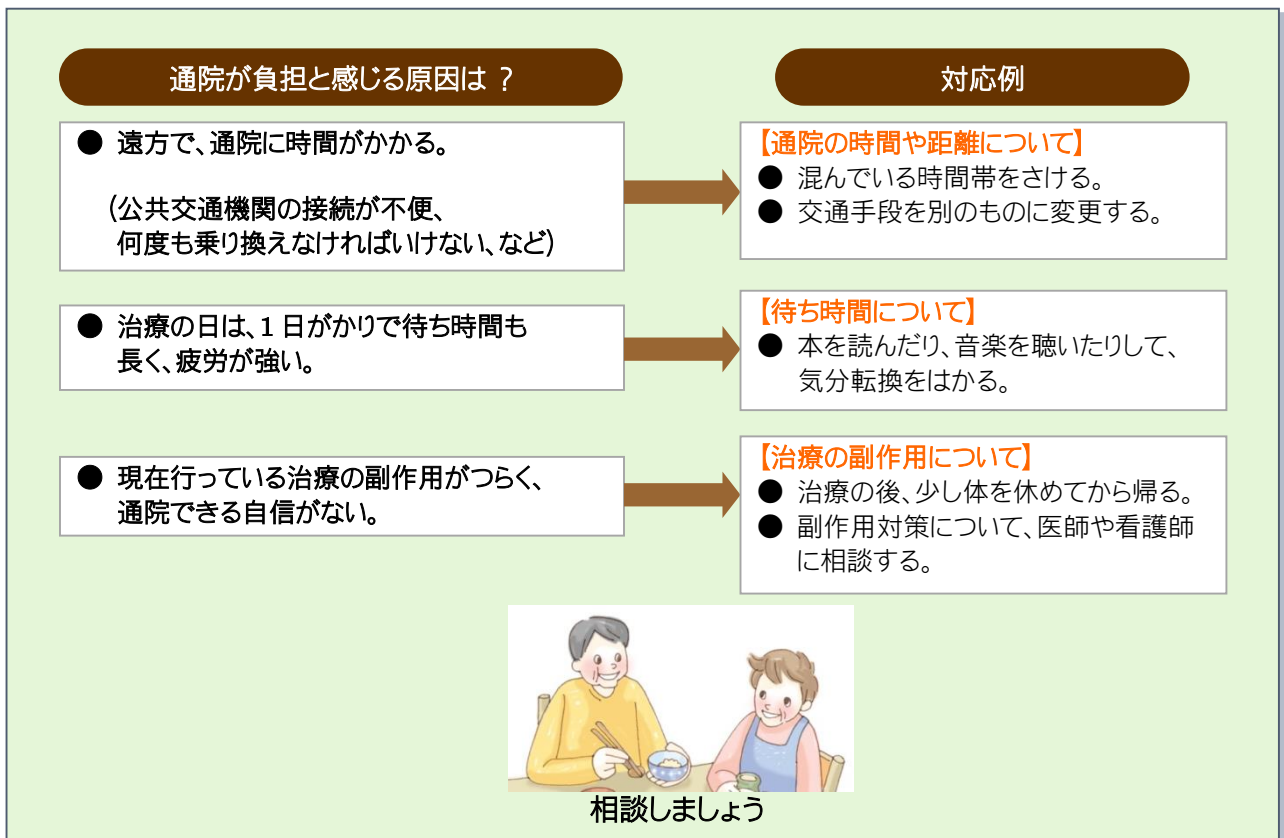 通院が負担と感じる原因は ?
対応例
● 遠方で、通院に時間がかかる。
(公共交通機関の接続が不便、
何度も乗り換えなければいけない、など)
【通院の時間や距離について】
● 混んでいる時間帯をさける。
● 交通手段を別のものに変更する。
● 治療の日は、1 日がかりで待ち時間も
長く、疲労が強い。
【待ち時間について】
● 本を読んだり、音楽を聴いたりして、
気分転換をはかる。
● 現在行っている治療の副作用がつらく、
通院できる自信がない。
【治療の副作用について】
● 治療の後、少し体を休めてから帰る。
● 副作用対策について、医師や看護師
に相談する。
相談しましょう